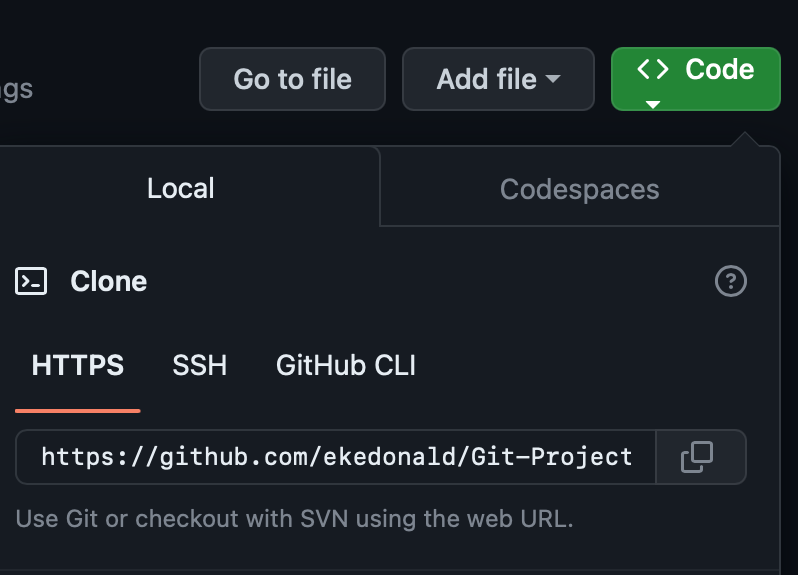 gs
Go to file
Add file
Code
Local
Codespaces
Clone
HTTPS
SSH
GitHub CLI
https://github.com/ekedonald/Git-Project
Use Git or checkout with SVN using the web URL.